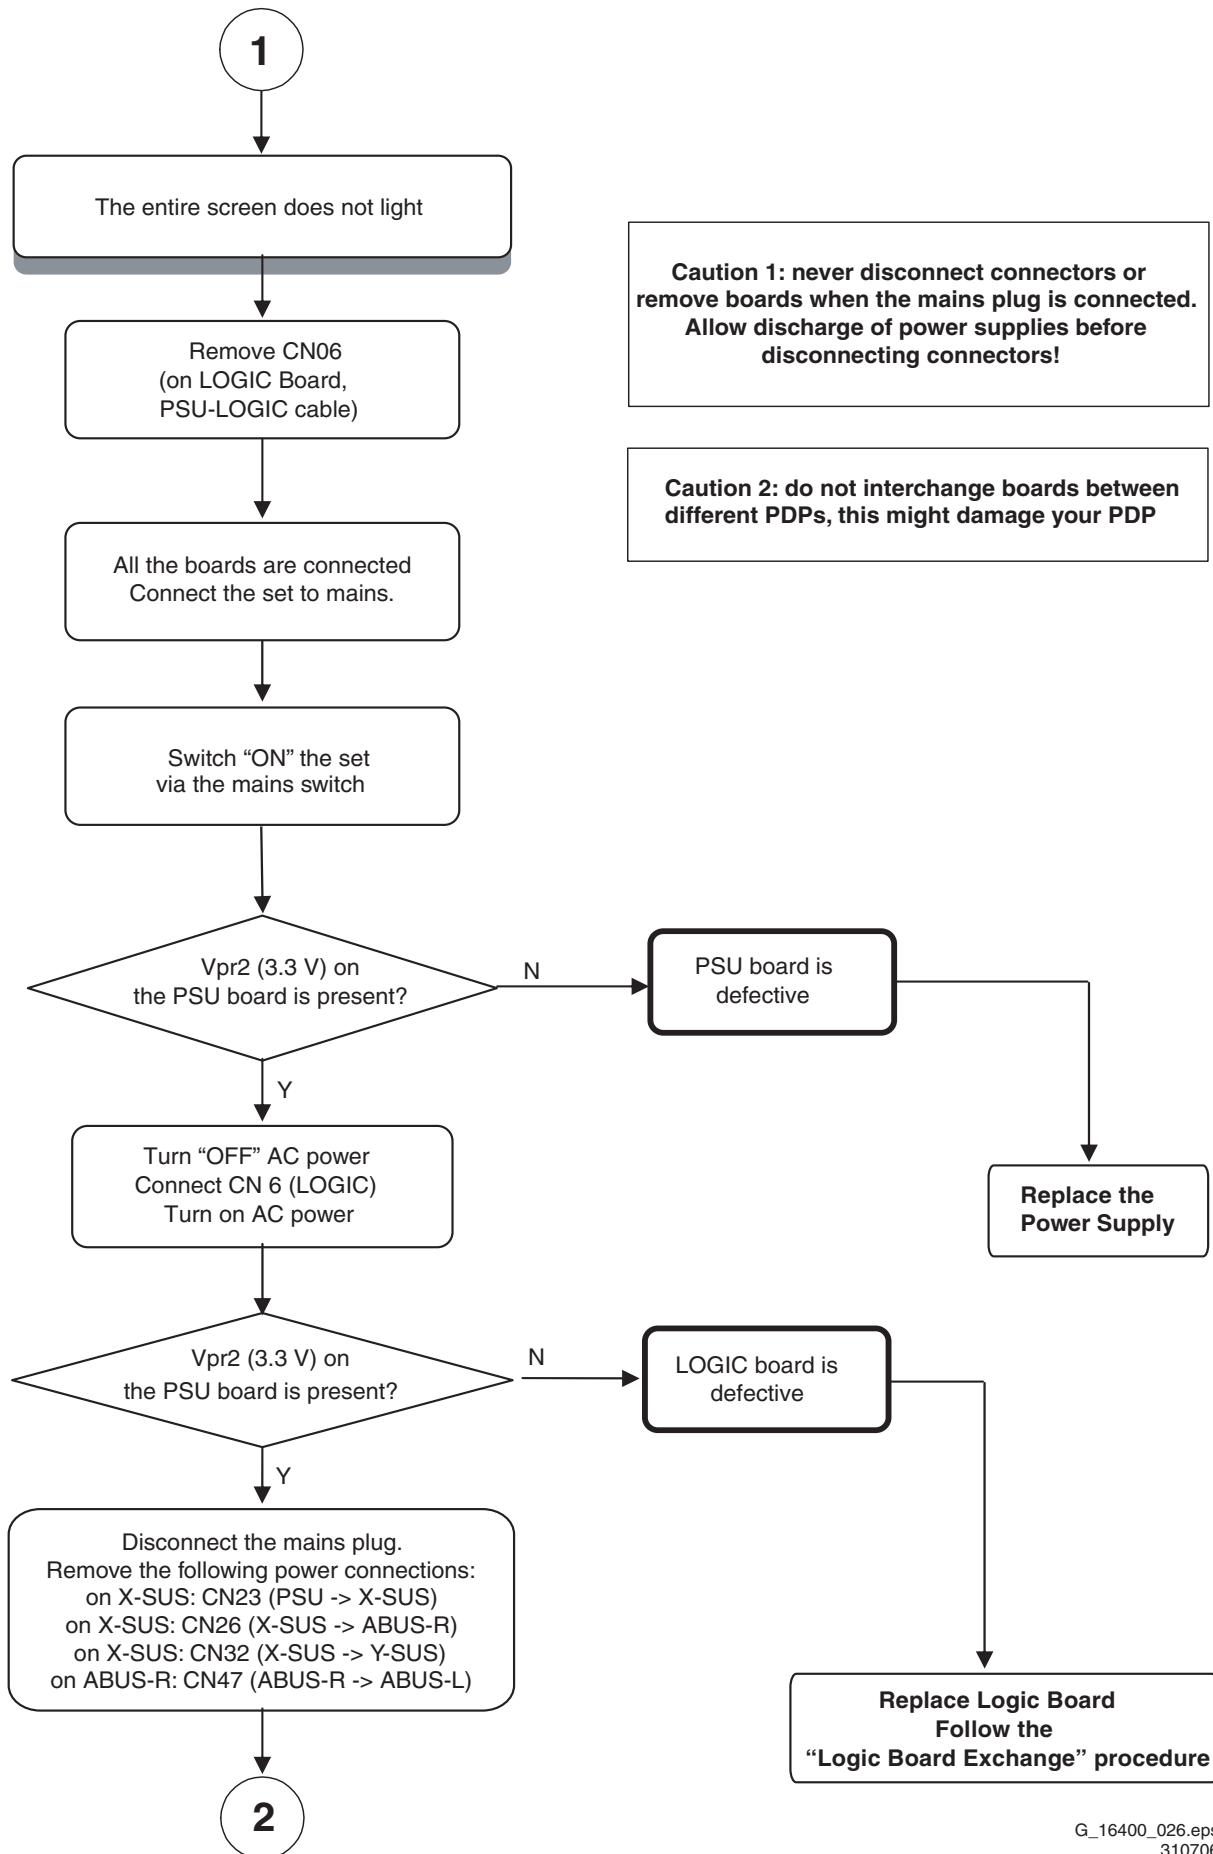 1
The entire screen does not light
Caution 1: never disconnect connectors or
remove boards when the mains plug is connected.
Allow discharge of power supplies before
disconnecting connectors!
Remove CN06
(on LOGIC Board,
PSU-LOGIC cable)
Caution 2: do not interchange boards between
different PDPs, this might damage your PDP
All the boards are connected
Connect the set to mains.
Switch “ON” the set
via the mains switch
Vpr2 (3.3 V) on
the PSU board is present?
N
PSU board is
defective
Y
Turn “OFF” AC power
Connect CN 6 (LOGIC)
Turn on AC power
Replace the
Power Supply
Vpr2 (3.3 V) on
the PSU board is present?
N
LOGIC board is
defective
Y
Disconnect the mains plug.
Remove the following power connections:
on X-SUS: CN23 (PSU -> X-SUS)
on X-SUS: CN26 (X-SUS -> ABUS-R)
on X-SUS: CN32 (X-SUS -> Y-SUS)
on ABUS-R: CN47 (ABUS-R -> ABUS-L)
Replace Logic Board
Follow the
“Logic Board Exchange” procedure
2
G_16400_026.eps
310706